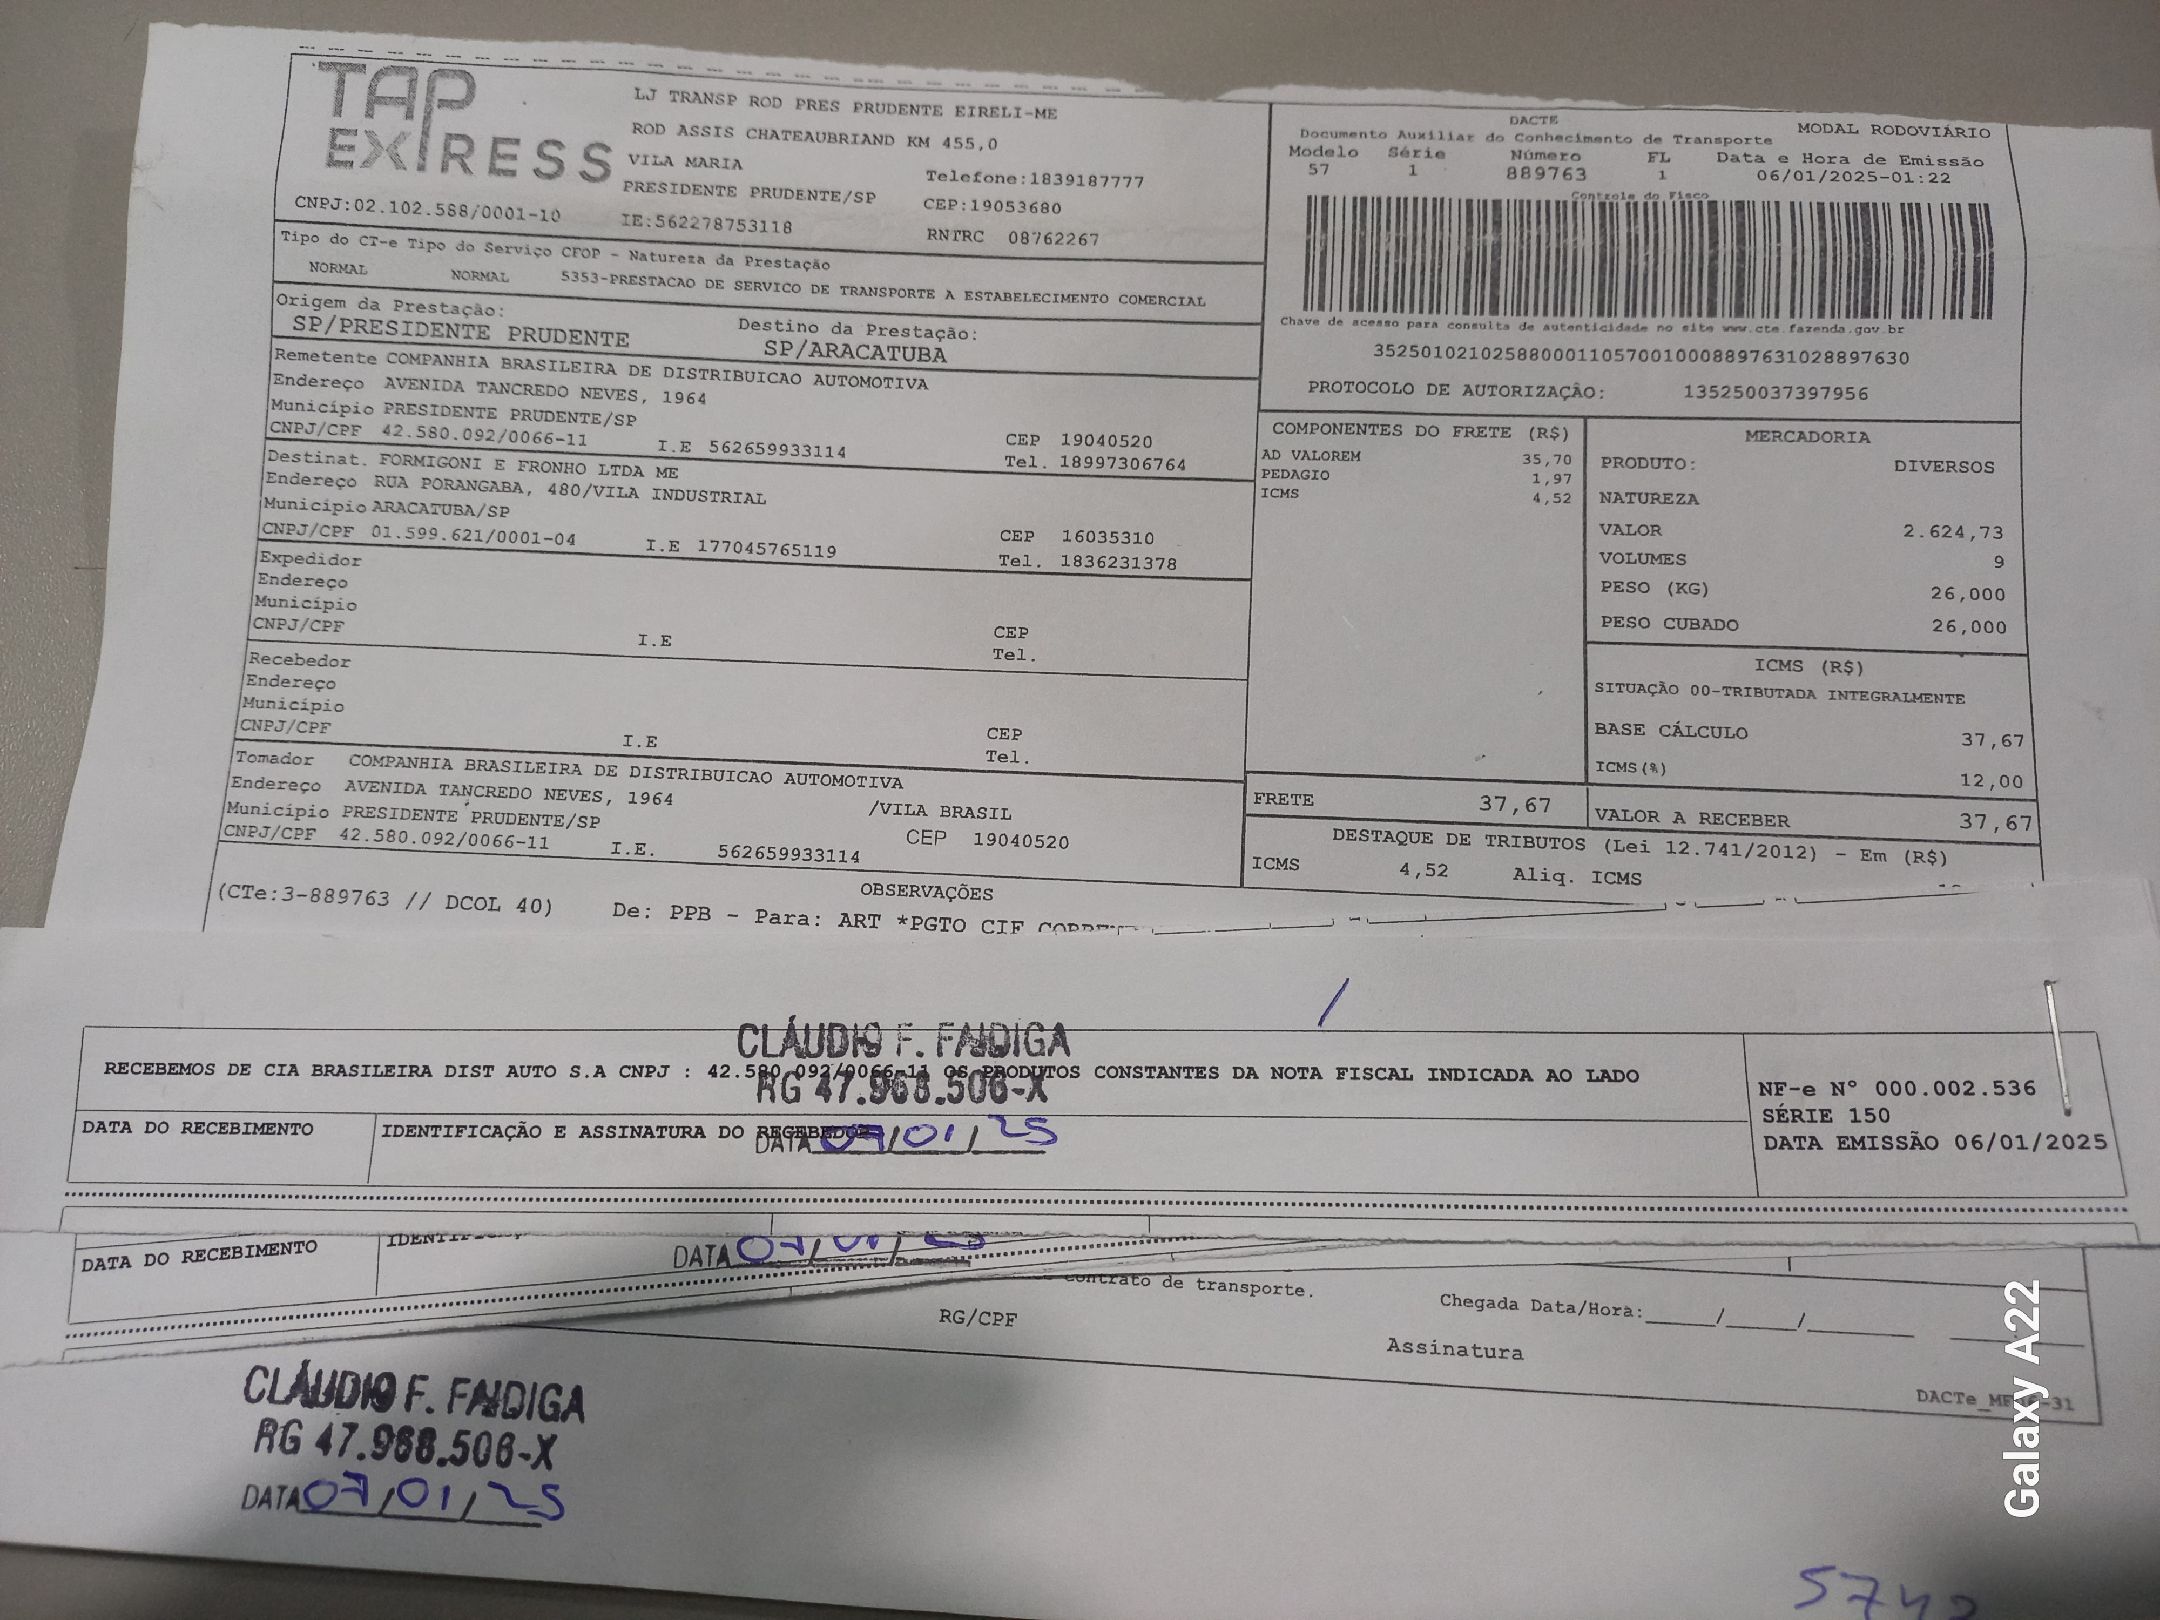 TAP
EXPRESS
LJ TRANSP ROD PRES PRUDENTE EIRELI-ME
ROD ASSIS CHATEAUBRIAND KM 455,0
VILA MARIA
Telefone:1839187777
PRESIDENTE PRUDENTE/SP
CEP:19053680
CNPJ:02.102.588/0001-10
IE:562278753118
RNTRC 08762267
DACTE
MODAL RODOVIÁRIO
Documento Auxiliar do Conhecimento de Transporte
Modelo Série Número FL Data e Hora de Emissão
57 1 889763 1 06/01/2025-01:22
Controle do Fisco
Chave de acesso para consulta de autenticidade no site www.cte.fazenda.gov.br
35250102102588000110570010008897631028897630
PROTOCOLO DE AUTORIZAÇÃO: 135250037397956
Tipo do CT-e Tipo do Serviço CFOP - Natureza da Prestação
NORMAL NORMAL 5353-PRESTACAO DE SERVICO DE TRANSPORTE A ESTABELECIMENTO COMERCIAL
Origem da Prestação:
SP/PRESIDENTE PRUDENTE
Destino da Prestação:
SP/ARACATUBA
Remetente COMPANHIA BRASILEIRA DE DISTRIBUICAO AUTOMOTIVA
Endereço AVENIDA TANCREDO NEVES, 1964
Município PRESIDENTE PRUDENTE/SP CEP 19040520
CNPJ/CPF 42.580.092/0066-11 I.E 562659933114 Tel. 18997306764
Destinat. FORMIGONI E FRONHO LTDA ME
Endereço RUA PORANGABA, 480/VILA INDUSTRIAL
Município ARACATUBA/SP CEP 16035310
CNPJ/CPF 01.599.621/0001-04 I.E 177045765119 Tel. 1836231378
Expedidor
Endereço
Município CEP
CNPJ/CPF I.E Tel.
Recebedor
Endereço
Município CEP
CNPJ/CPF I.E Tel.
Tomador COMPANHIA BRASILEIRA DE DISTRIBUICAO AUTOMOTIVA
Endereço AVENIDA TANCREDO NEVES, 1964 /VILA BRASIL
Município PRESIDENTE PRUDENTE/SP CEP 19040520
CNPJ/CPF 42.580.092/0066-11 I.E. 562659933114
COMPONENTES DO FRETE (R$)
AD VALOREM 35,70
PEDAGIO 1,97
ICMS 4,52
MERCADORIA
PRODUTO: DIVERSOS
NATUREZA
VALOR 2.624,73
VOLUMES 9
PESO (KG) 26,000
PESO CUBADO 26,000
ICMS (R$)
SITUAÇÃO 00-TRIBUTADA INTEGRALMENTE
BASE CÁLCULO 37,67
ICMS(%) 12,00
FRETE 37,67
VALOR A RECEBER 37,67
DESTAQUE DE TRIBUTOS (Lei 12.741/2012) - Em (R$)
ICMS 4,52 Aliq. ICMS
OBSERVAÇÕES
(CTe:3-889763 // DCOL 40) De: PPB - Para: ART *PGTO CIF
CLÁUDIO F. FAIDIGA
RECEBEMOS DE CIA BRASILEIRA DIST AUTO S.A CNPJ : 42.580.092/0066-11 OS PRODUTOS CONSTANTES DA NOTA FISCAL INDICADA AO LADO
RG 47.968.506-X
NF-e Nº 000.002.536
SÉRIE 150
DATA EMISSÃO 06/01/2025
DATA DO RECEBIMENTO
IDENTIFICAÇÃO E ASSINATURA DO RECEBEDOR
DATA 07/01/25
DATA DO RECEBIMENTO
DATA 07/01/25
contrato de transporte.
RG/CPF
Chegada Data/Hora: / /
Assinatura
CLÁUDIO F. FAIDIGA
RG 47.968.506-X
DATA 07/01/25
Galaxy A22